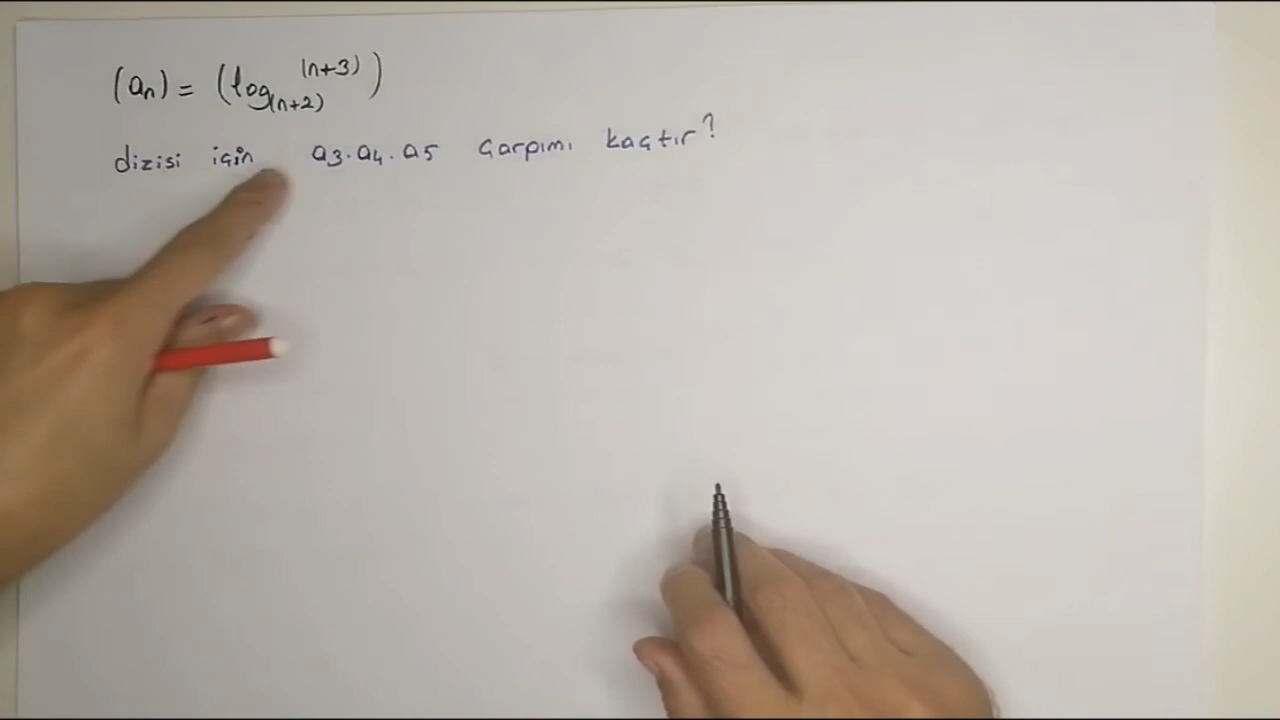 (an) = (log(n+2) (n+3))
dizisi için a3.a4.a5 çarpımı kaçtır?